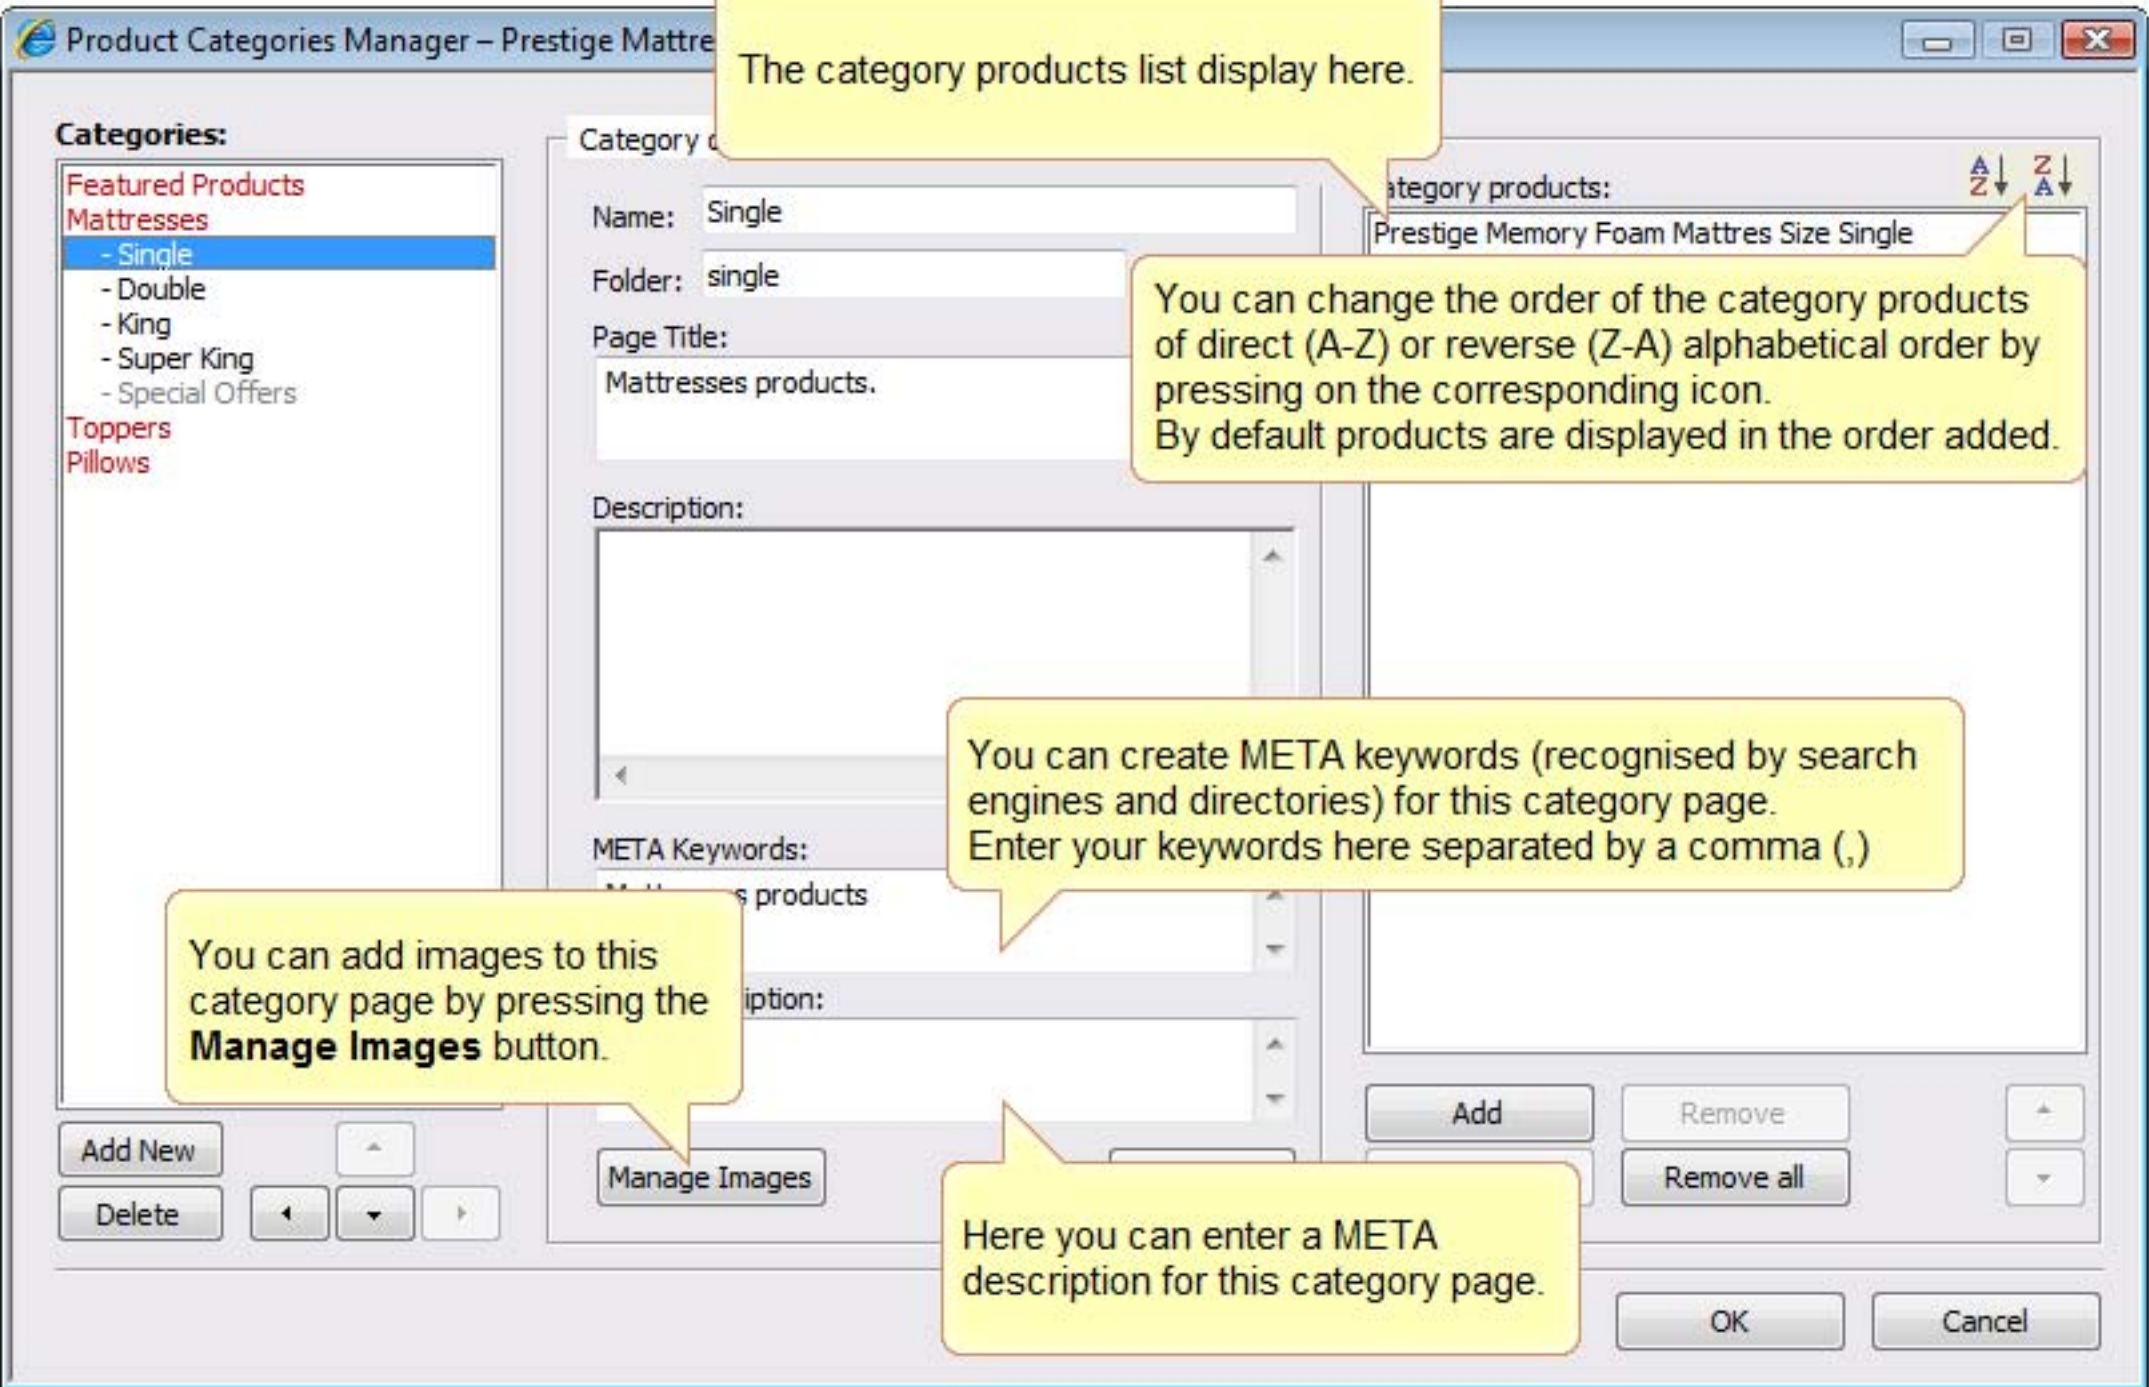 Product Categories Manager – Prestige
The category products list display here.
Categories:
Featured Products
Mattresses
- Single
- Double
- King
- Super King
- Special Offers
Toppers
Pillows
Category
Name: Single
Folder: single
Page Title:
Mattresses products.
Description:
META Keywords:
products
products:
Prestige Memory Foam Mattres Size Single
You can change the order of the category products
of direct (A-Z) or reverse (Z-A) alphabetical order by
pressing on the corresponding icon.
By default products are displayed in the order added.
You can create META keywords (recognised by search
engines and directories) for this category page.
Enter your keywords here separated by a comma (,)
You can add images to this
category page by pressing the
Manage Images button.
Here you can enter a META
description for this category page.
Add New
Delete
Manage Images
Add
Remove
Remove all
OK
Cancel